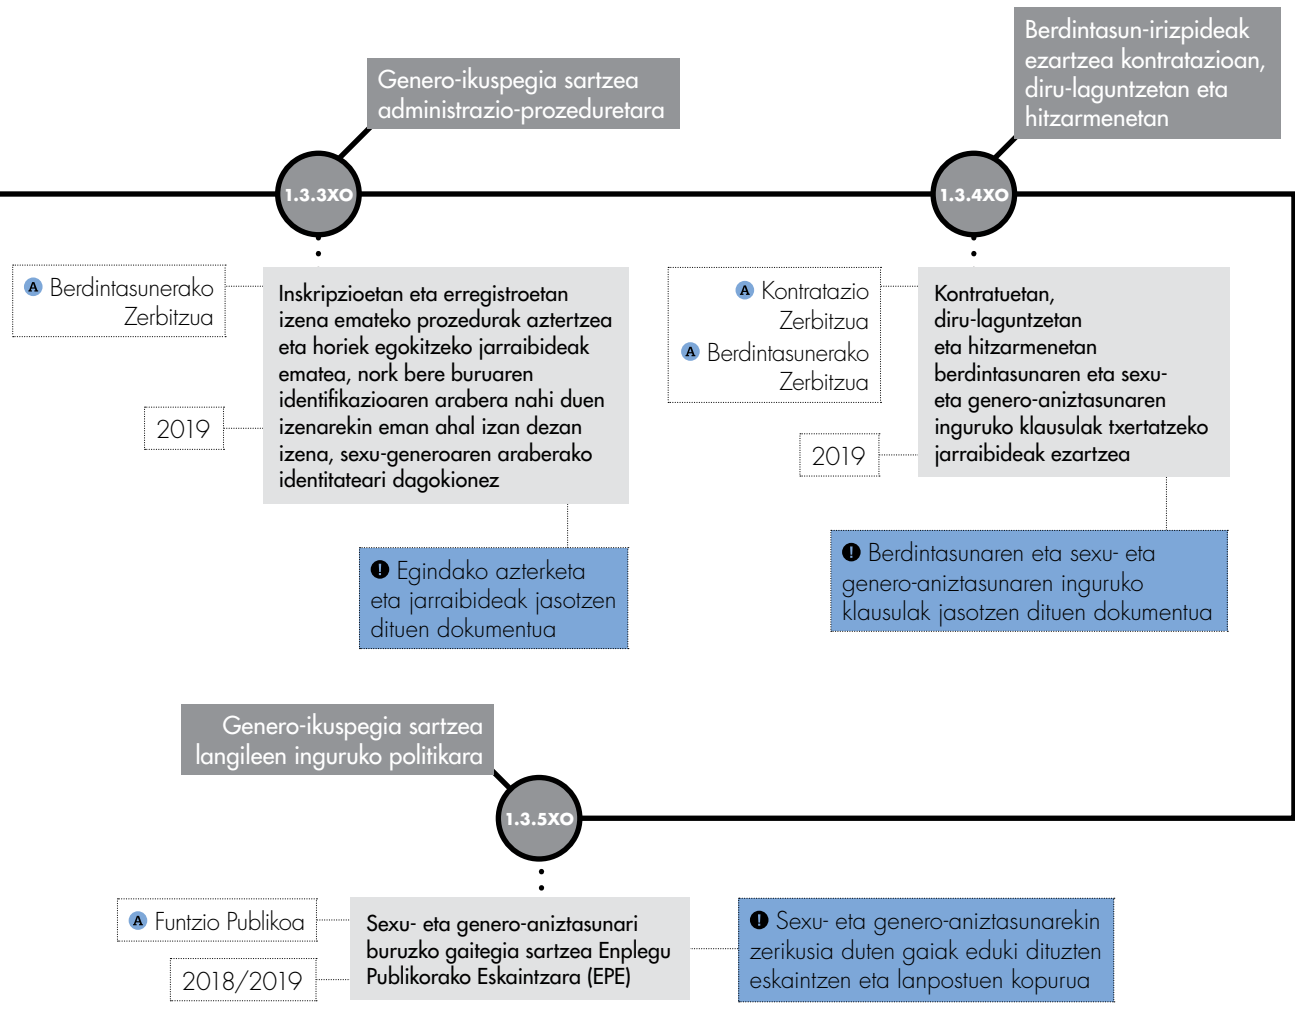 Genero-ikuspegia sartzea
administrazio-prozeduretara
1.3.3XO
A Berdintasunerako
Zerbitzua
2019
Inskripzioetan eta erregistroetan
izena emateko prozedurak aztertzea
eta horiek egokitzeko jarraibideak
ematea, nork bere buruaren
identifikazioaren arabera nahi duen
izenarekin eman ahal izan dezan
izena, sexu-generoaren araberako
identitateari dagokionez
! Egindako azterketa
eta jarraibideak jasotzen
dituen dokumentua
Berdintasun-irizpideak
ezartzea kontratazioan,
diru-laguntzetan eta
hitzarmenetan
1.3.4XO
A Kontratazio
Zerbitzua
A Berdintasunerako
Zerbitzua
2019
Kontratuetan,
diru-laguntzetan
eta hitzarmenetan
berdintasunaren eta sexu-
eta genero-aniztasunaren
inguruko klausulak txertatzeko
jarraibideak ezartzea
! Berdintasunaren eta sexu- eta
genero-aniztasunaren inguruko
klausulak jasotzen dituen dokumentua
Genero-ikuspegia sartzea
langileen inguruko politikara
1.3.5XO
A Funtzio Publikoa
2018/2019
Sexu- eta genero-aniztasunari
buruzko gaitegia sartzea Enplegu
Publikorako Eskaintzara (EPE)
! Sexu- eta genero-aniztasunarekin
zerikusia duten gaiak eduki dituzten
eskaintzen eta lanpostuen kopurua